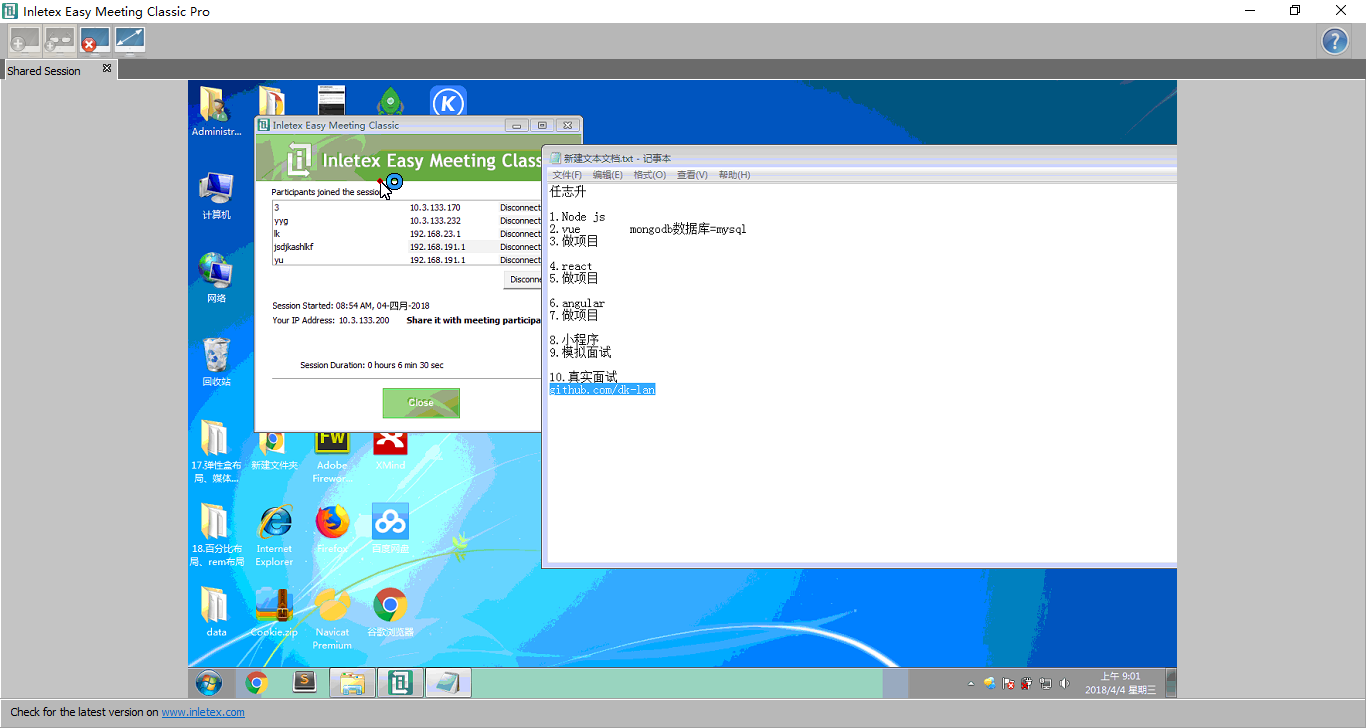 Inletex Easy Meeting Classic Pro
Shared Session
Administr...
计算机
网络
回收站
17.弹性盒布
局、媒体...
新建文件夹
Adobe
Firewor...
XMind
18.百分比布
局、rem布局
Internet
Explorer
Firefox
百度网盘
data
Cookie.zip
Navicat
Premium
谷歌浏览器
Inletex Easy Meeting Classic
Inletex Easy Meeting Class
Participants joined the session
3 10.3.133.170 Disconnect
yyg 10.3.133.232 Disconnect
lk 192.168.23.1 Disconnect
jsdjkashlkf 192.168.191.1 Disconnect
yu 192.168.191.1 Disconnect
Disconne
Session Started: 08:54 AM, 04-四月-2018
Your IP Address: 10.3.133.200 Share it with meeting participa
Session Duration: 0 hours 6 min 30 sec
Close
新建文本文档.txt - 记事本
文件(F) 编辑(E) 格式(O) 查看(V) 帮助(H)
任志升
1.Node js
2.vue mongodb数据库=mysql
3.做项目
4.react
5.做项目
6.angular
7.做项目
8.小程序
9.模拟面试
10.真实面试
github.com/dk-lan
FW
K
S
上午 9:01
2018/4/4 星期三
Check for the latest version on www.inletex.com